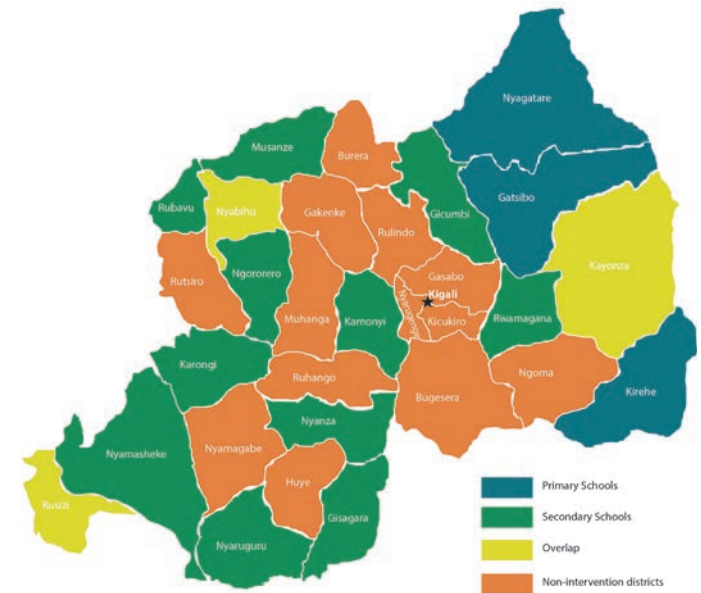 Nyagatare
Musanze
Burera
Gatsibo
Rubavu
Nyabihu
Gakenke
Gicumbi
Rulindo
Kayonza
Ngororero
Gasabo
Rutsiro
Kigali
Nyarugenge
Kicukiro
Rwamagana
Muhanga
Kamonyi
Karongi
Ruhango
Ngoma
Kirehe
Bugesera
Nyanza
Nyamasheke
Nyamagabe
Huye
Rusizi
Gisagara
Nyaruguru
Primary Schools
Secondary Schools
Overlap
Non-intervention districts